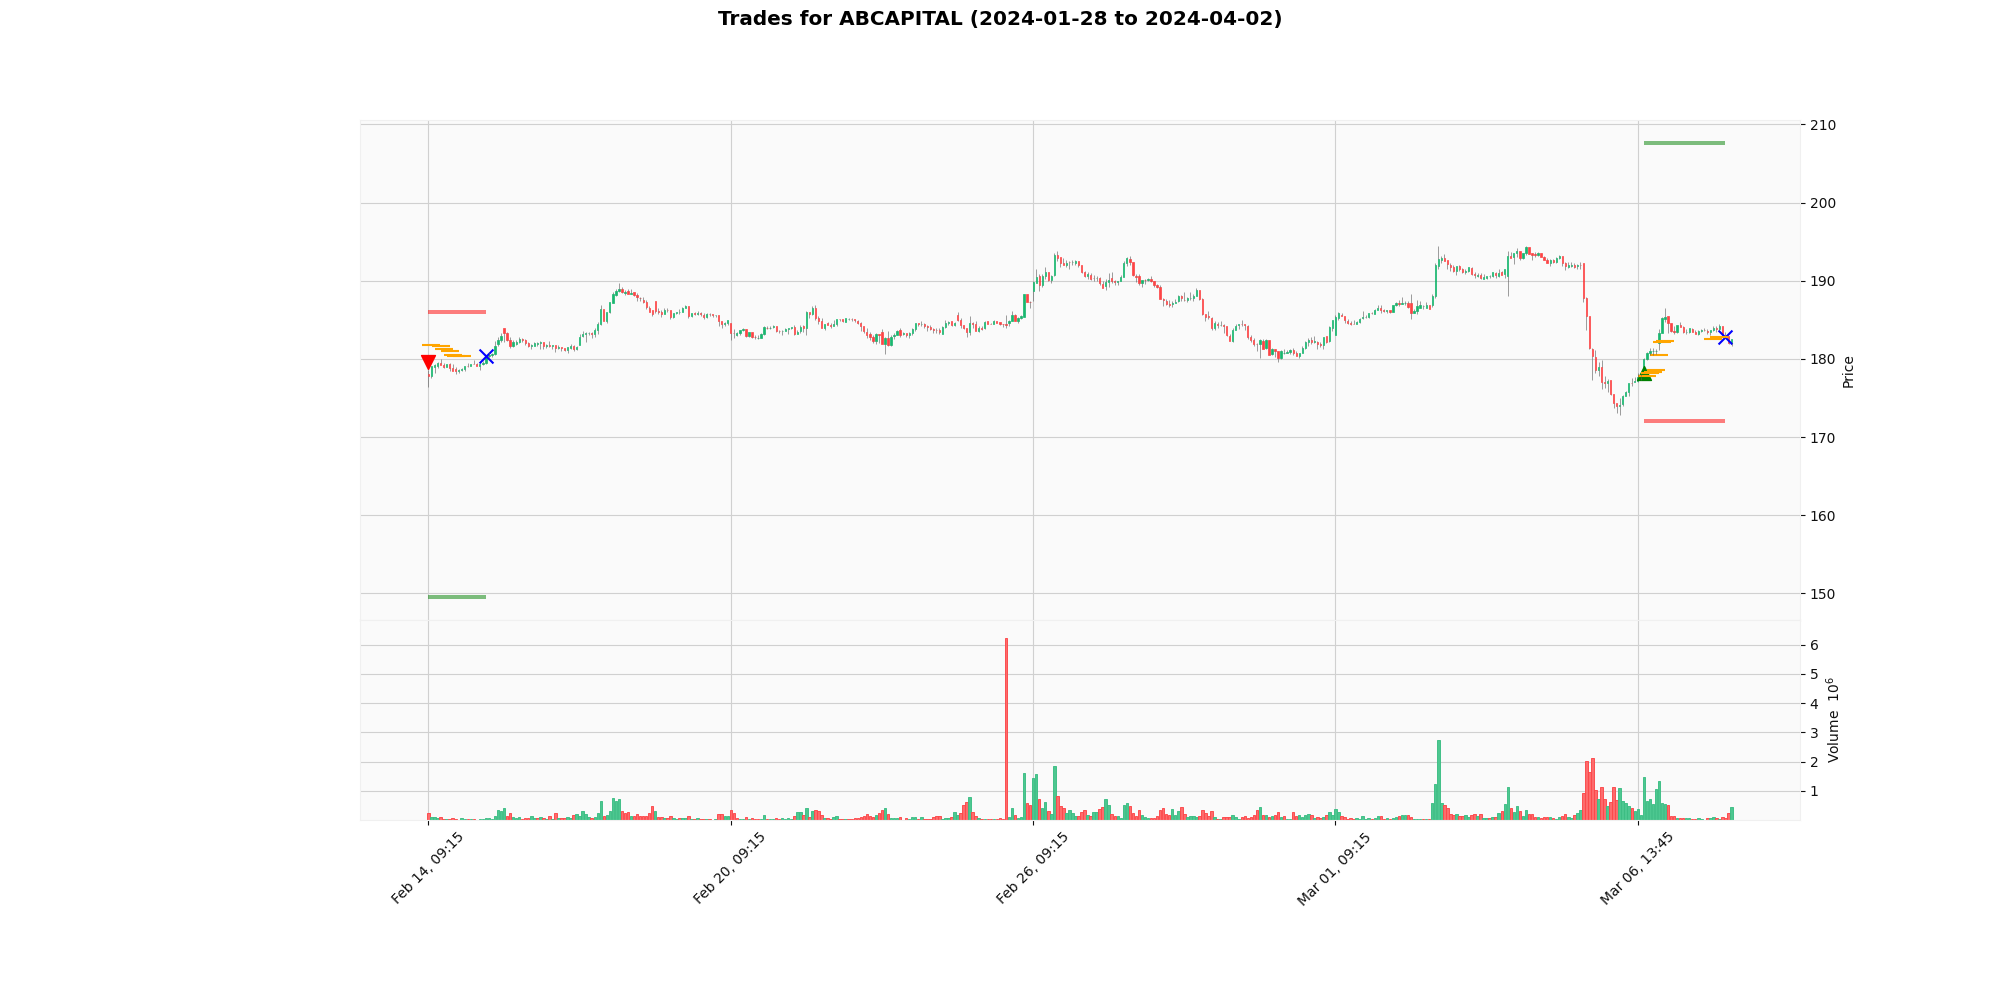 Trades for ABCAPITAL (2024-01-28 to 2024-04-02)
210
200
190
180
170
160
150
Price
6
5
4
3
2
1
Volume 10⁶
Feb 14, 09:15
Feb 20, 09:15
Feb 26, 09:15
Mar 01, 09:15
Mar 06, 13:45